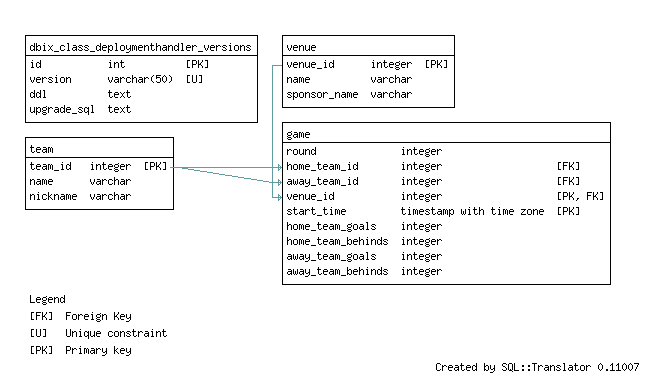 dbix_class_deploymenthandler_versions
id int [PK]
version varchar(50) [U]
ddl text
upgrade_sql text
venue
venue_id integer [PK]
name varchar
sponsor_name varchar
team
team_id integer [PK]
name varchar
nickname varchar
game
round integer
home_team_id integer [FK]
away_team_id integer [FK]
venue_id integer [PK, FK]
start_time timestamp with time zone [PK]
home_team_goals integer
home_team_behinds integer
away_team_goals integer
away_team_behinds integer
Legend
[FK] Foreign Key
[U] Unique constraint
[PK] Primary key
Created by SQL::Translator 0.11007